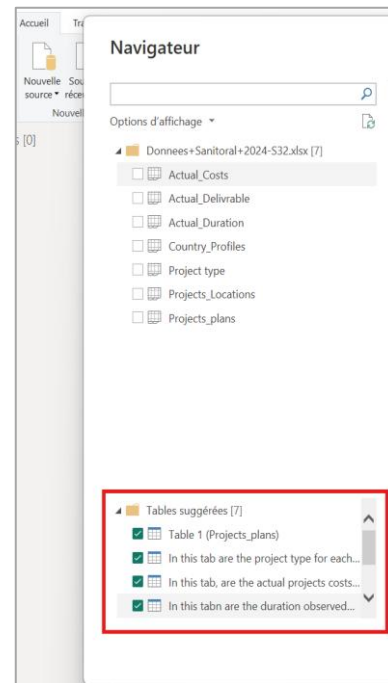 Accueil
Tr
Nouvelle
source
Sou
récen
Nouvel
s [0]
Navigateur
Options d'affichage
Donnees+Sanitoral+2024-S32.xlsx [7]
Actual_Costs
Actual_Delivrable
Actual_Duration
Country_Profiles
Project type
Projects_Locations
Projects_plans
Tables suggérées [7]
Table 1 (Projects_plans)
In this tab are the project type for each...
In this tab, are the actual projects costs...
In this tabn are the duration observed...